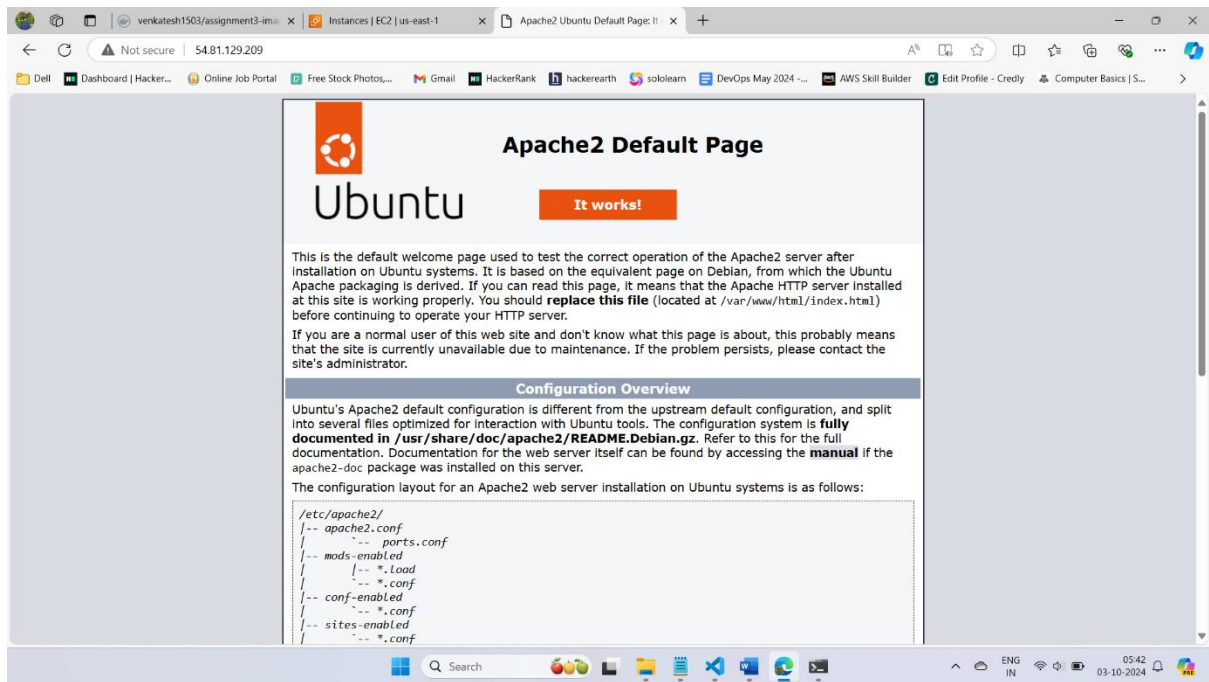 venkatesh1503/assignment3-ima
Instances | EC2 | us-east-1
Apache2 Ubuntu Default Page: It
Not secure
54.81.129.209
Dell
Dashboard | Hacker...
Online Job Portal
Free Stock Photos,...
Gmail
HackerRank
hackerearth
sololearn
DevOps May 2024 -...
AWS Skill Builder
Edit Profile - Credly
Computer Basics | S...
Ubuntu
Apache2 Default Page
It works!
This is the default welcome page used to test the correct operation of the Apache2 server after
installation on Ubuntu systems. It is based on the equivalent page on Debian, from which the Ubuntu
Apache packaging is derived. If you can read this page, it means that the Apache HTTP server installed
at this site is working properly. You should replace this file (located at /var/www/html/index.html)
before continuing to operate your HTTP server.
If you are a normal user of this web site and don't know what this page is about, this probably means
that the site is currently unavailable due to maintenance. If the problem persists, please contact the
site's administrator.
Configuration Overview
Ubuntu's Apache2 default configuration is different from the upstream default configuration, and split
into several files optimized for interaction with Ubuntu tools. The configuration system is fully
documented in /usr/share/doc/apache2/README.Debian.gz. Refer to this for the full
documentation. Documentation for the web server itself can be found by accessing the manual if the
apache2-doc package was installed on this server.
The configuration layout for an Apache2 web server installation on Ubuntu systems is as follows:
/etc/apache2/
|-- apache2.conf
|       `--  ports.conf
|-- mods-enabled
|       |-- *.load
|       `-- *.conf
|-- conf-enabled
|       `-- *.conf
|-- sites-enabled
|       `-- *.conf
Search
ENG
IN
05:42
03-10-2024